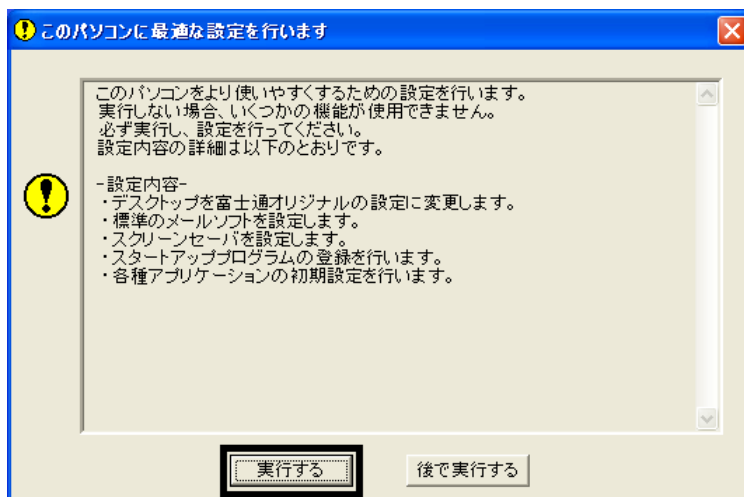 このパソコンに最適な設定を行います
このパソコンをより使いやすくするための設定を行います。
実行しない場合、いくつかの機能が使用できません。
必ず実行し、設定を行ってください。
設定内容の詳細は以下のとおりです。
-設定内容-
・デスクトップを富士通オリジナルの設定に変更します。
・標準のメールソフトを設定します。
・スクリーンセーバを設定します。
・スタートアッププログラムの登録を行います。
・各種アプリケーションの初期設定を行います。
実行する
後で実行する